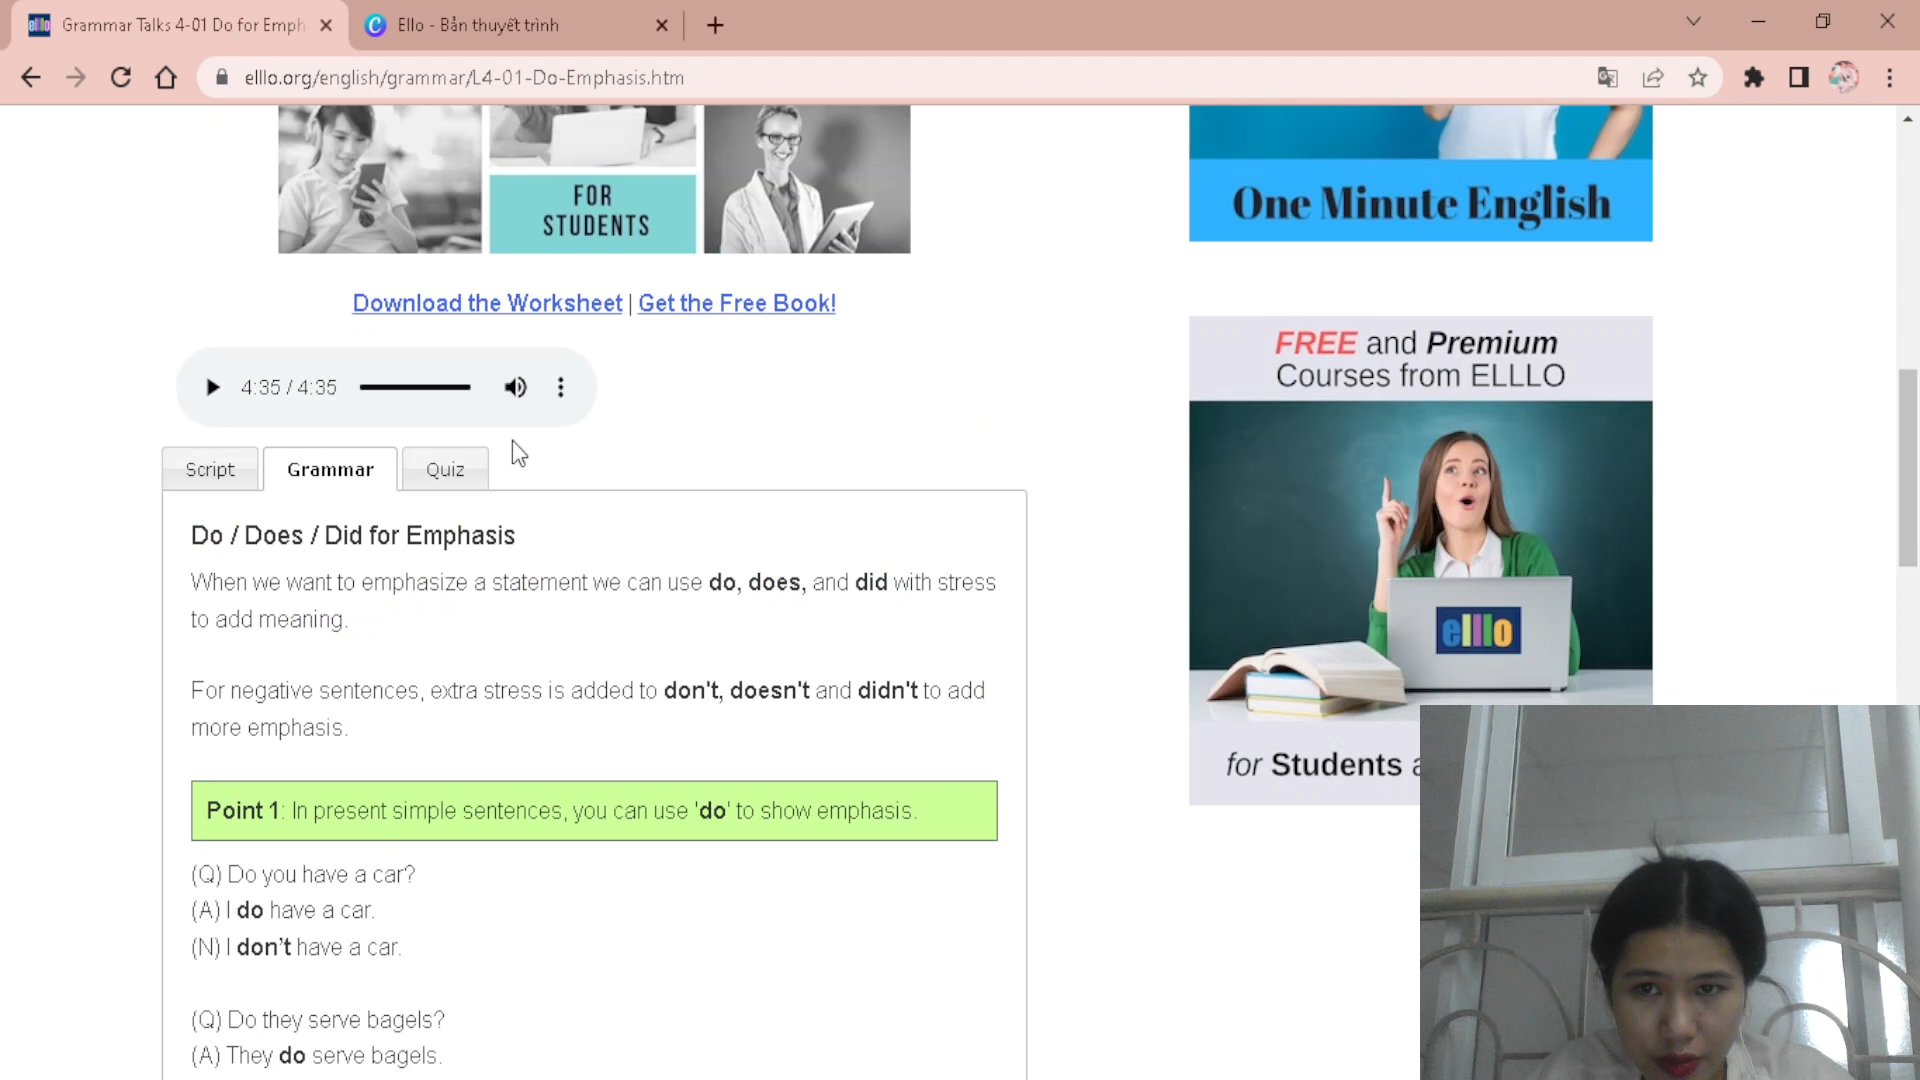 elllo
Grammar Talks 4-01 Do for Emph
Ello - Bản thuyết trình
elllo.org/english/grammar/L4-01-Do-Emphasis.htm
FOR
STUDENTS
One Minute English
Download the Worksheet | Get the Free Book!
FREE and Premium
Courses from ELLLO
4:35 / 4:35
Script
Grammar
Quiz
elllo
Do / Does / Did for Emphasis
When we want to emphasize a statement we can use do, does, and did with stress
to add meaning.
For negative sentences, extra stress is added to don't, doesn't and didn't to add
more emphasis.
for Students a
Point 1: In present simple sentences, you can use 'do' to show emphasis.
(Q) Do you have a car?
(A) I do have a car.
(N) I don’t have a car.
(Q) Do they serve bagels?
(A) They do serve bagels.